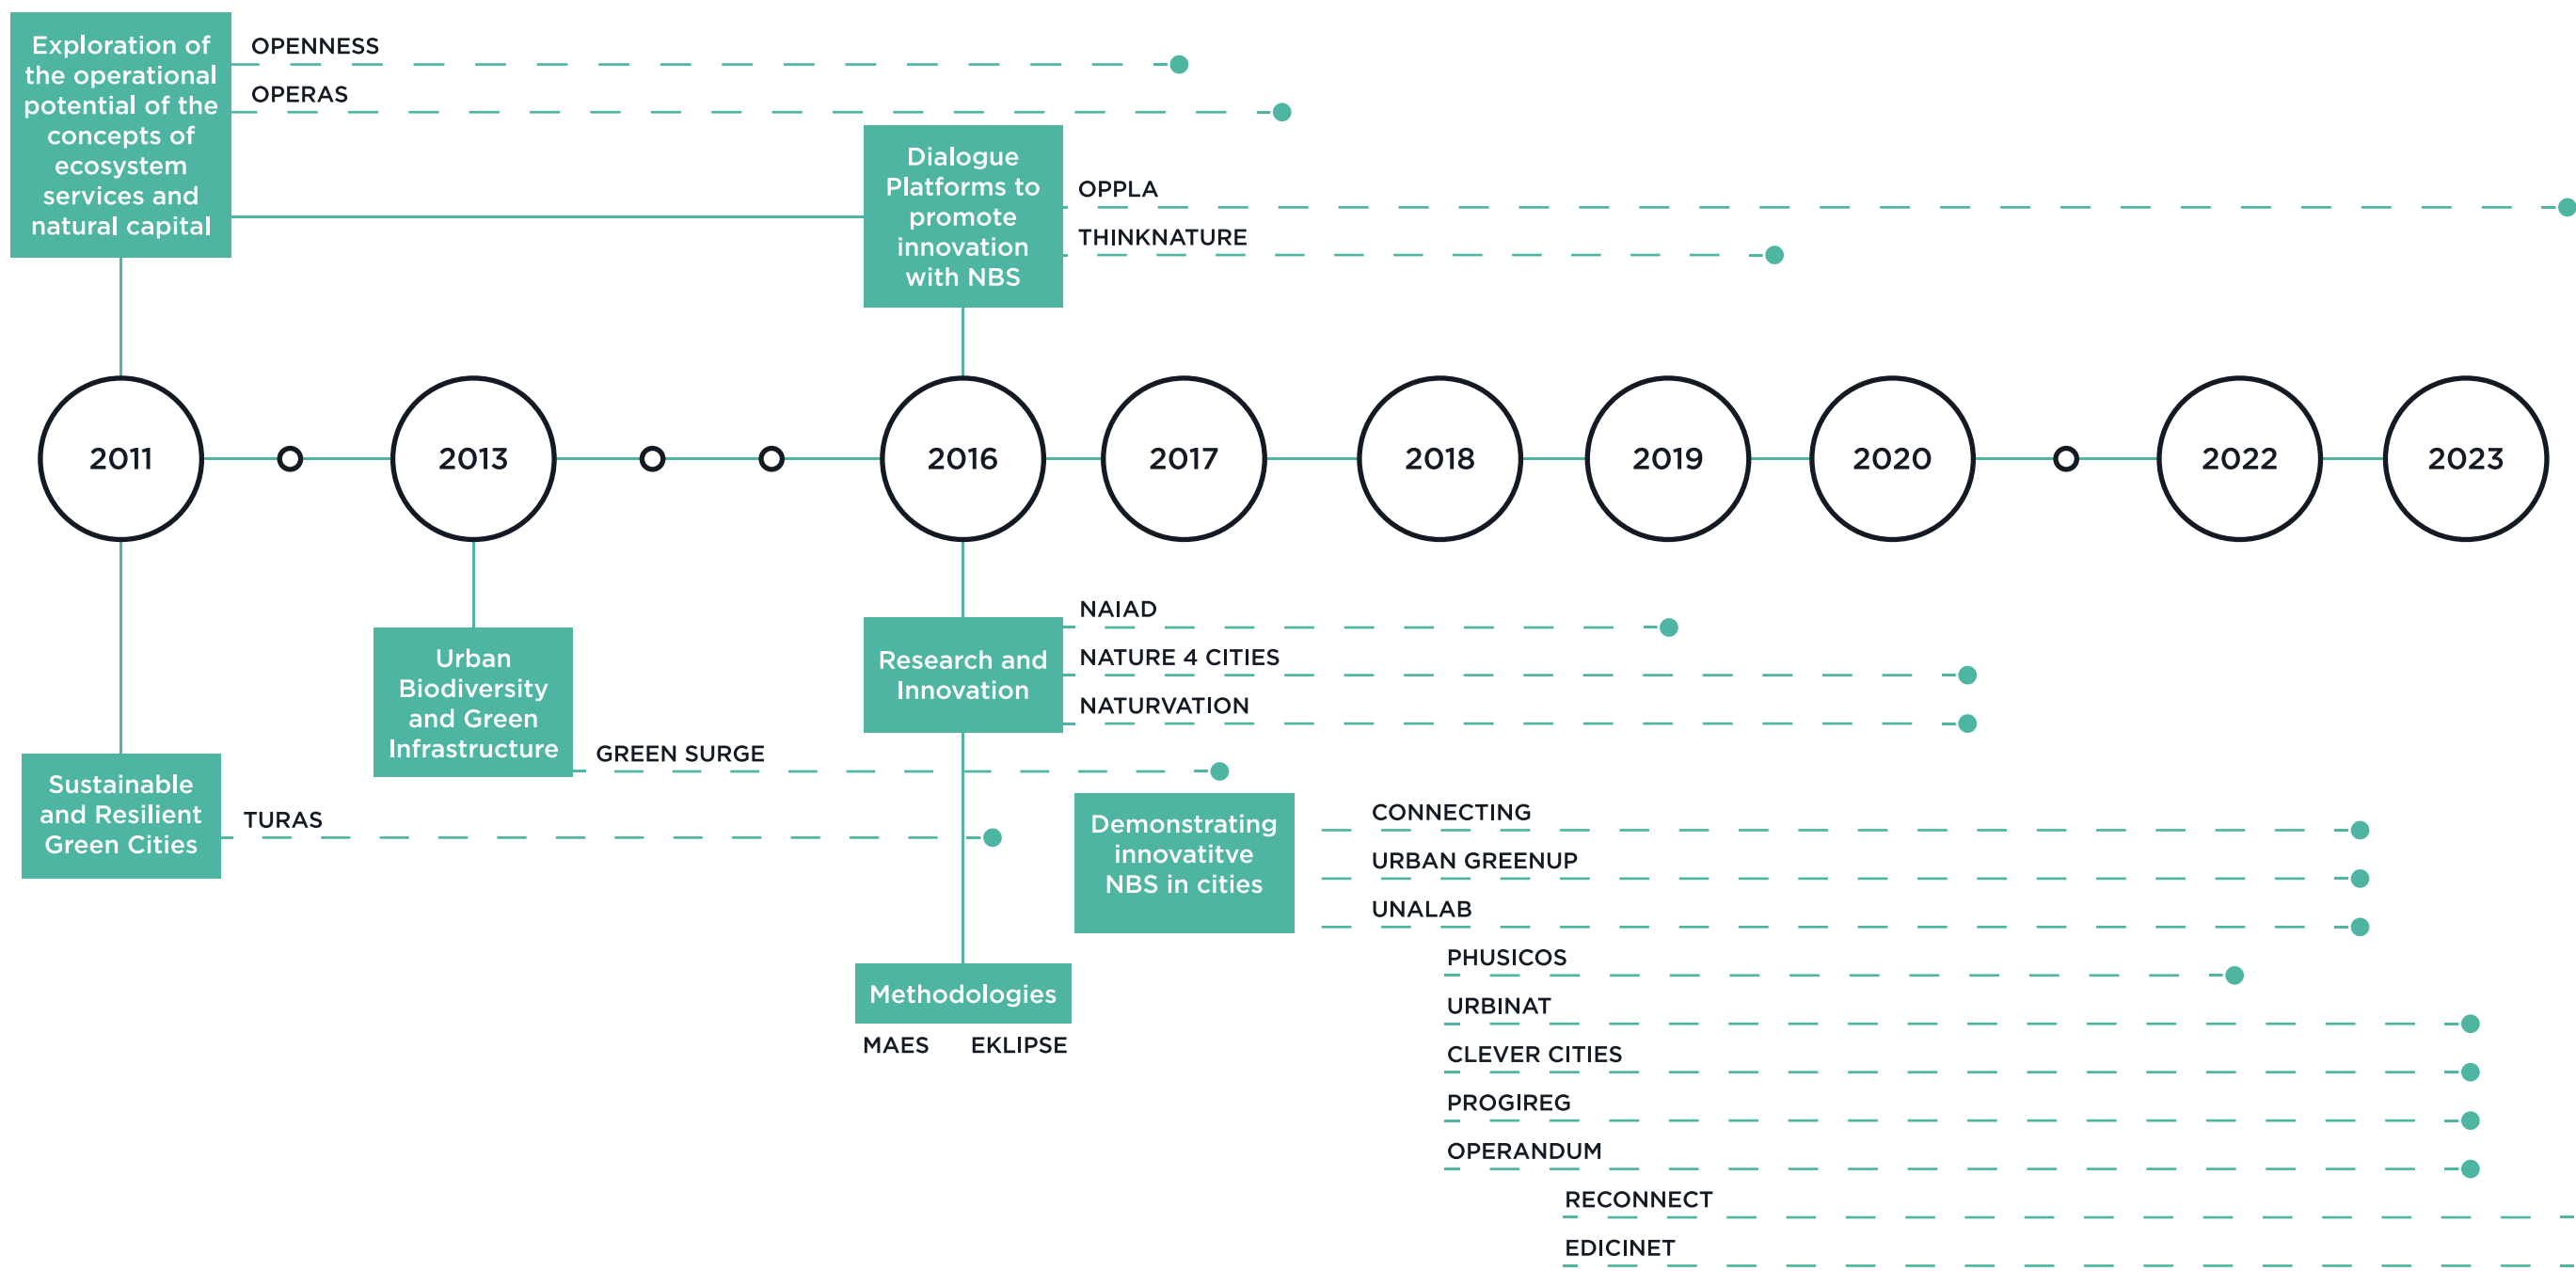 Exploration of
the operational
potential of the
concepts of
ecosystem
services and
natural capital
OPENNESS
OPERAS
Dialogue
Platforms to
promote
innovation
with NBS
OPPLA
THINKNATURE
2011
2013
2016
2017
2018
2019
2020
2022
2023
Sustainable
and Resilient
Green Cities
TURAS
Urban
Biodiversity
and Green
Infrastructure
GREEN SURGE
Research and
Innovation
NAIAD
NATURE 4 CITIES
NATURVATION
Methodologies
MAES EKLIPSE
Demonstrating
innovatitve
NBS in cities
CONNECTING
URBAN GREENUP
UNALAB
PHUSICOS
URBINAT
CLEVER CITIES
PROGIREG
OPERANDUM
RECONNECT
EDICINET